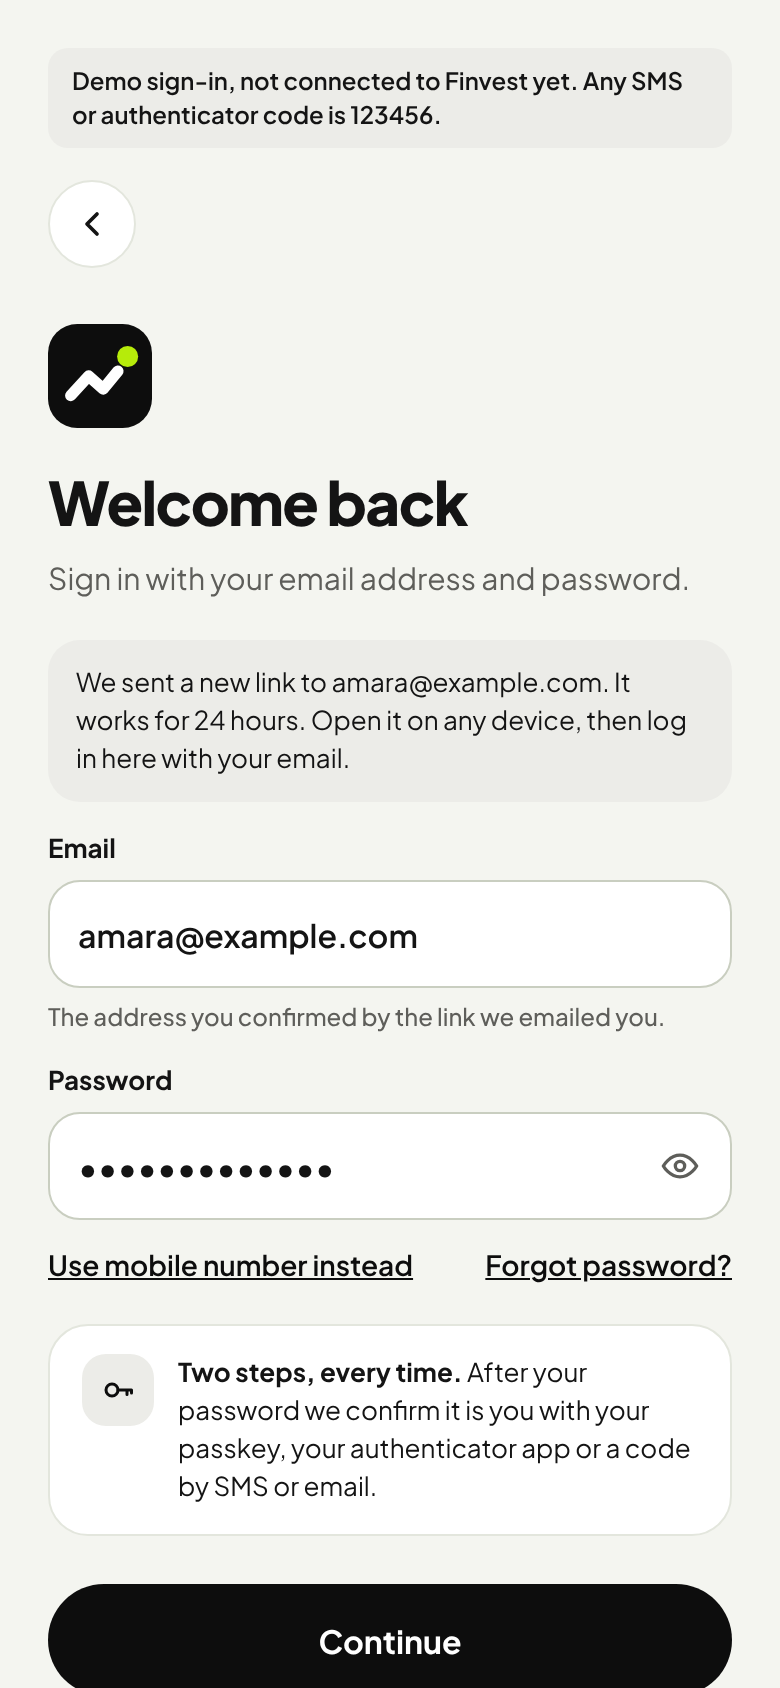 Demo sign-in, not connected to Finvest yet. Any SMS
or authenticator code is 123456.
Welcome back
Sign in with your email address and password.
We sent a new link to amara@example.com. It
works for 24 hours. Open it on any device, then log
in here with your email.
Email
amara@example.com
The address you confirmed by the link we emailed you.
Password
Use mobile number instead
Forgot password?
Two steps, every time. After your
password we confirm it is you with your
passkey, your authenticator app or a code
by SMS or email.
Continue